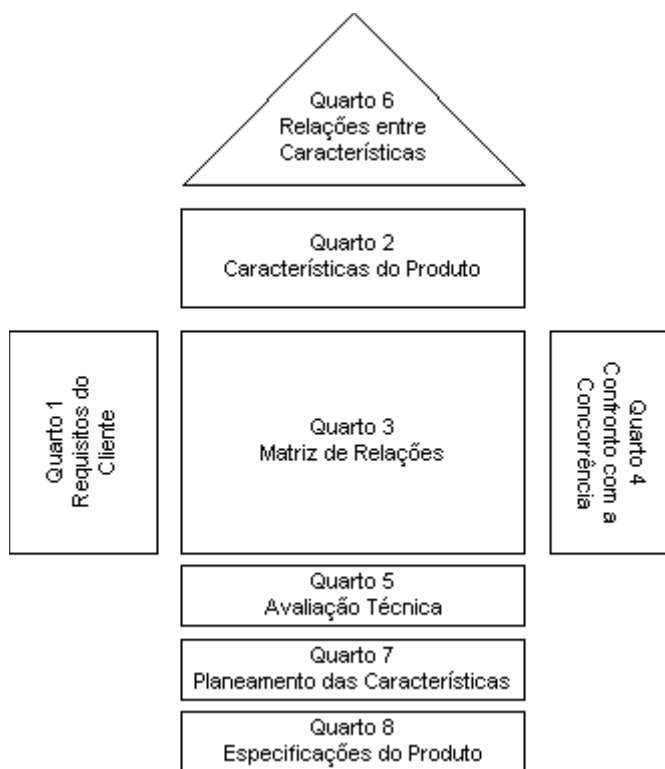 Quarto 6
Relações entre
Características
Quarto 2
Características do Produto
Quarto 1
Requisitos do
Cliente
Quarto 3
Matriz de Relações
Quarto 4
Confronto com a
Concorrência
Quarto 5
Avaliação Técnica
Quarto 7
Planeamento das Características
Quarto 8
Especificações do Produto